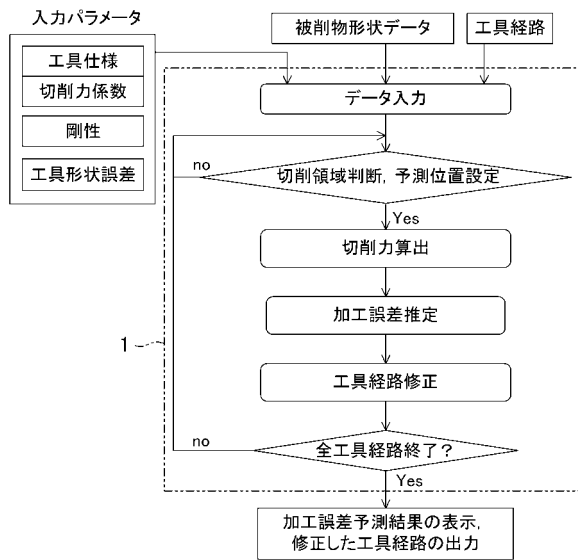 入力パラメータ
工具仕様
切削力係数
剛性
工具形状誤差
被削物形状データ
工具経路
データ入力
no
切削領域判断, 予測位置設定
Yes
切削力算出
加工誤差推定
1
工具経路修正
no
全工具経路終了?
Yes
加工誤差予測結果の表示,
修正した工具経路の出力